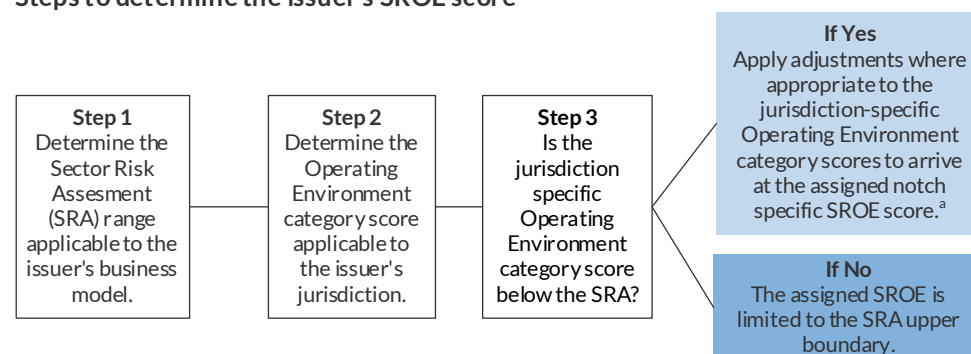 Steps to determine the issuer's SROE score
Step 1
Determine the
Sector Risk
Assesment
(SRA) range
applicable to the
issuer's business
model.
Step 2
Determine the
Operating
Environment
category score
applicable to
the issuer's
jurisdiction.
Step 3
Is the
jurisdiction
specific
Operating
Environment
category score
below the SRA?
If Yes
Apply adjustments where
appropriate to the
jurisdiction-specific
Operating Environment
category scores to arrive
at the assigned notch
specific SROE score.ᵃ
If No
The assigned SROE is
limited to the SRA upper
boundary.